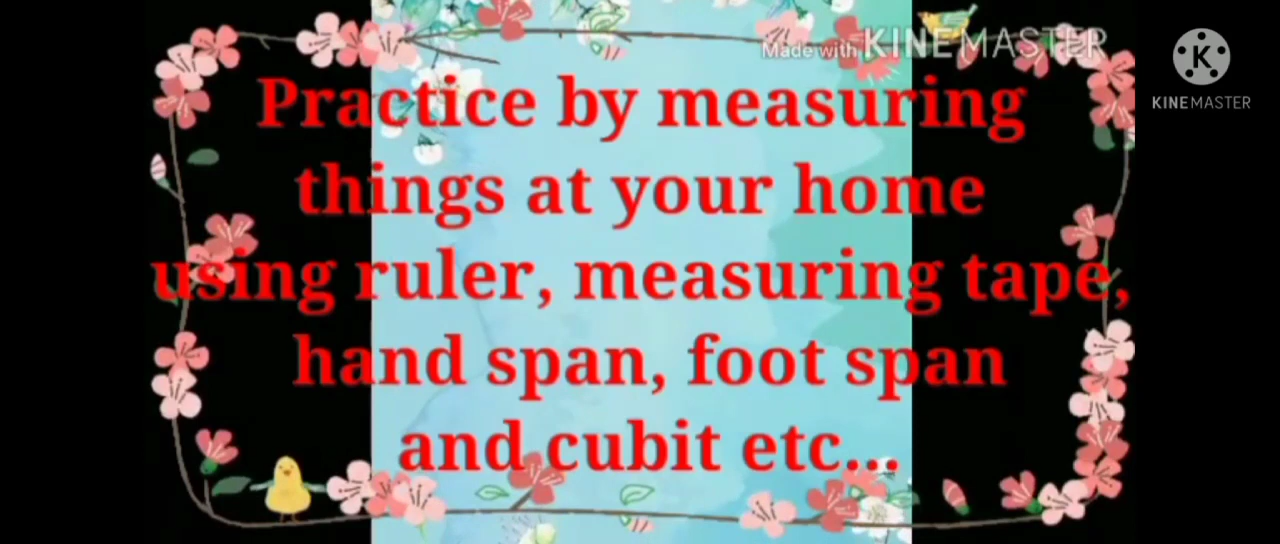 Made with KINEMASTER
K
KINEMASTER
Practice by measuring
things at your home
using ruler, measuring tape,
hand span, foot span
and cubit etc...